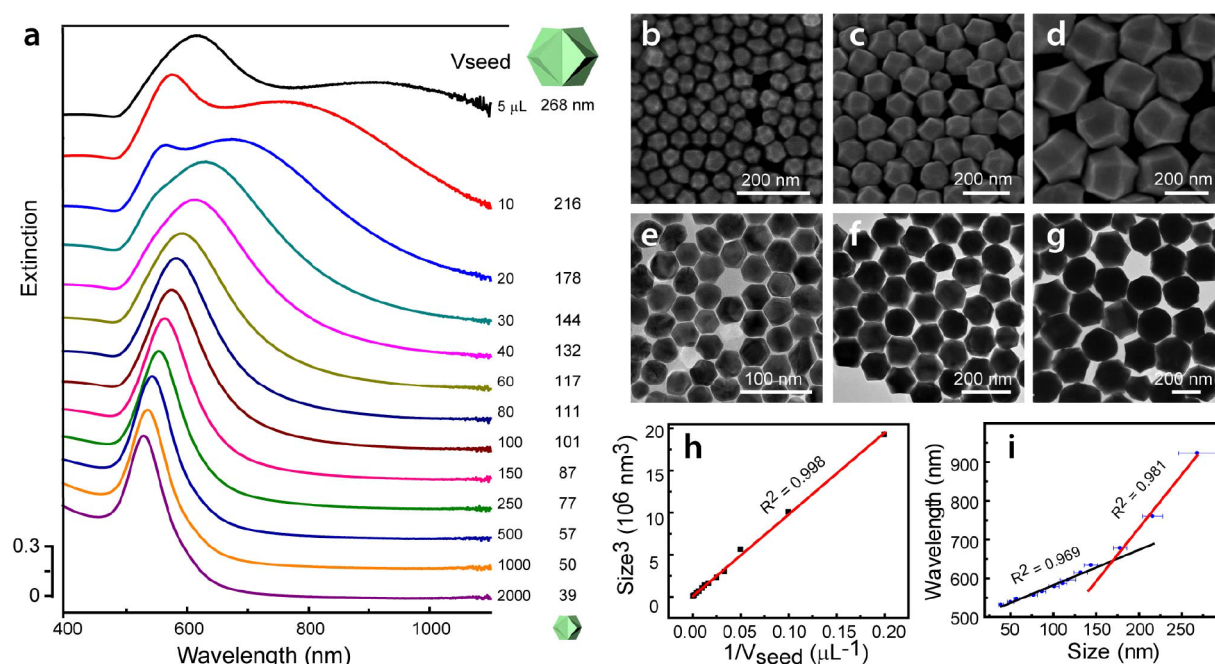 a
Extinction
Wavelength (nm)
400
600
800
1000
0.3
0
Vseed
5 μL 268 nm
10 216
20 178
30 144
40 132
60 117
80 111
100 101
150 87
250 77
500 57
1000 50
2000 39
b
200 nm
c
200 nm
d
200 nm
e
100 nm
f
200 nm
g
200 nm
h
Size3 (106 nm3)
20
10
0
R2 = 0.998
0.00 0.05 0.10 0.15 0.20
1/Vseed (μL-1)
i
Wavelength (nm)
900
800
700
600
500
R2 = 0.969
R2 = 0.981
50 100 150 200 250
Size (nm)